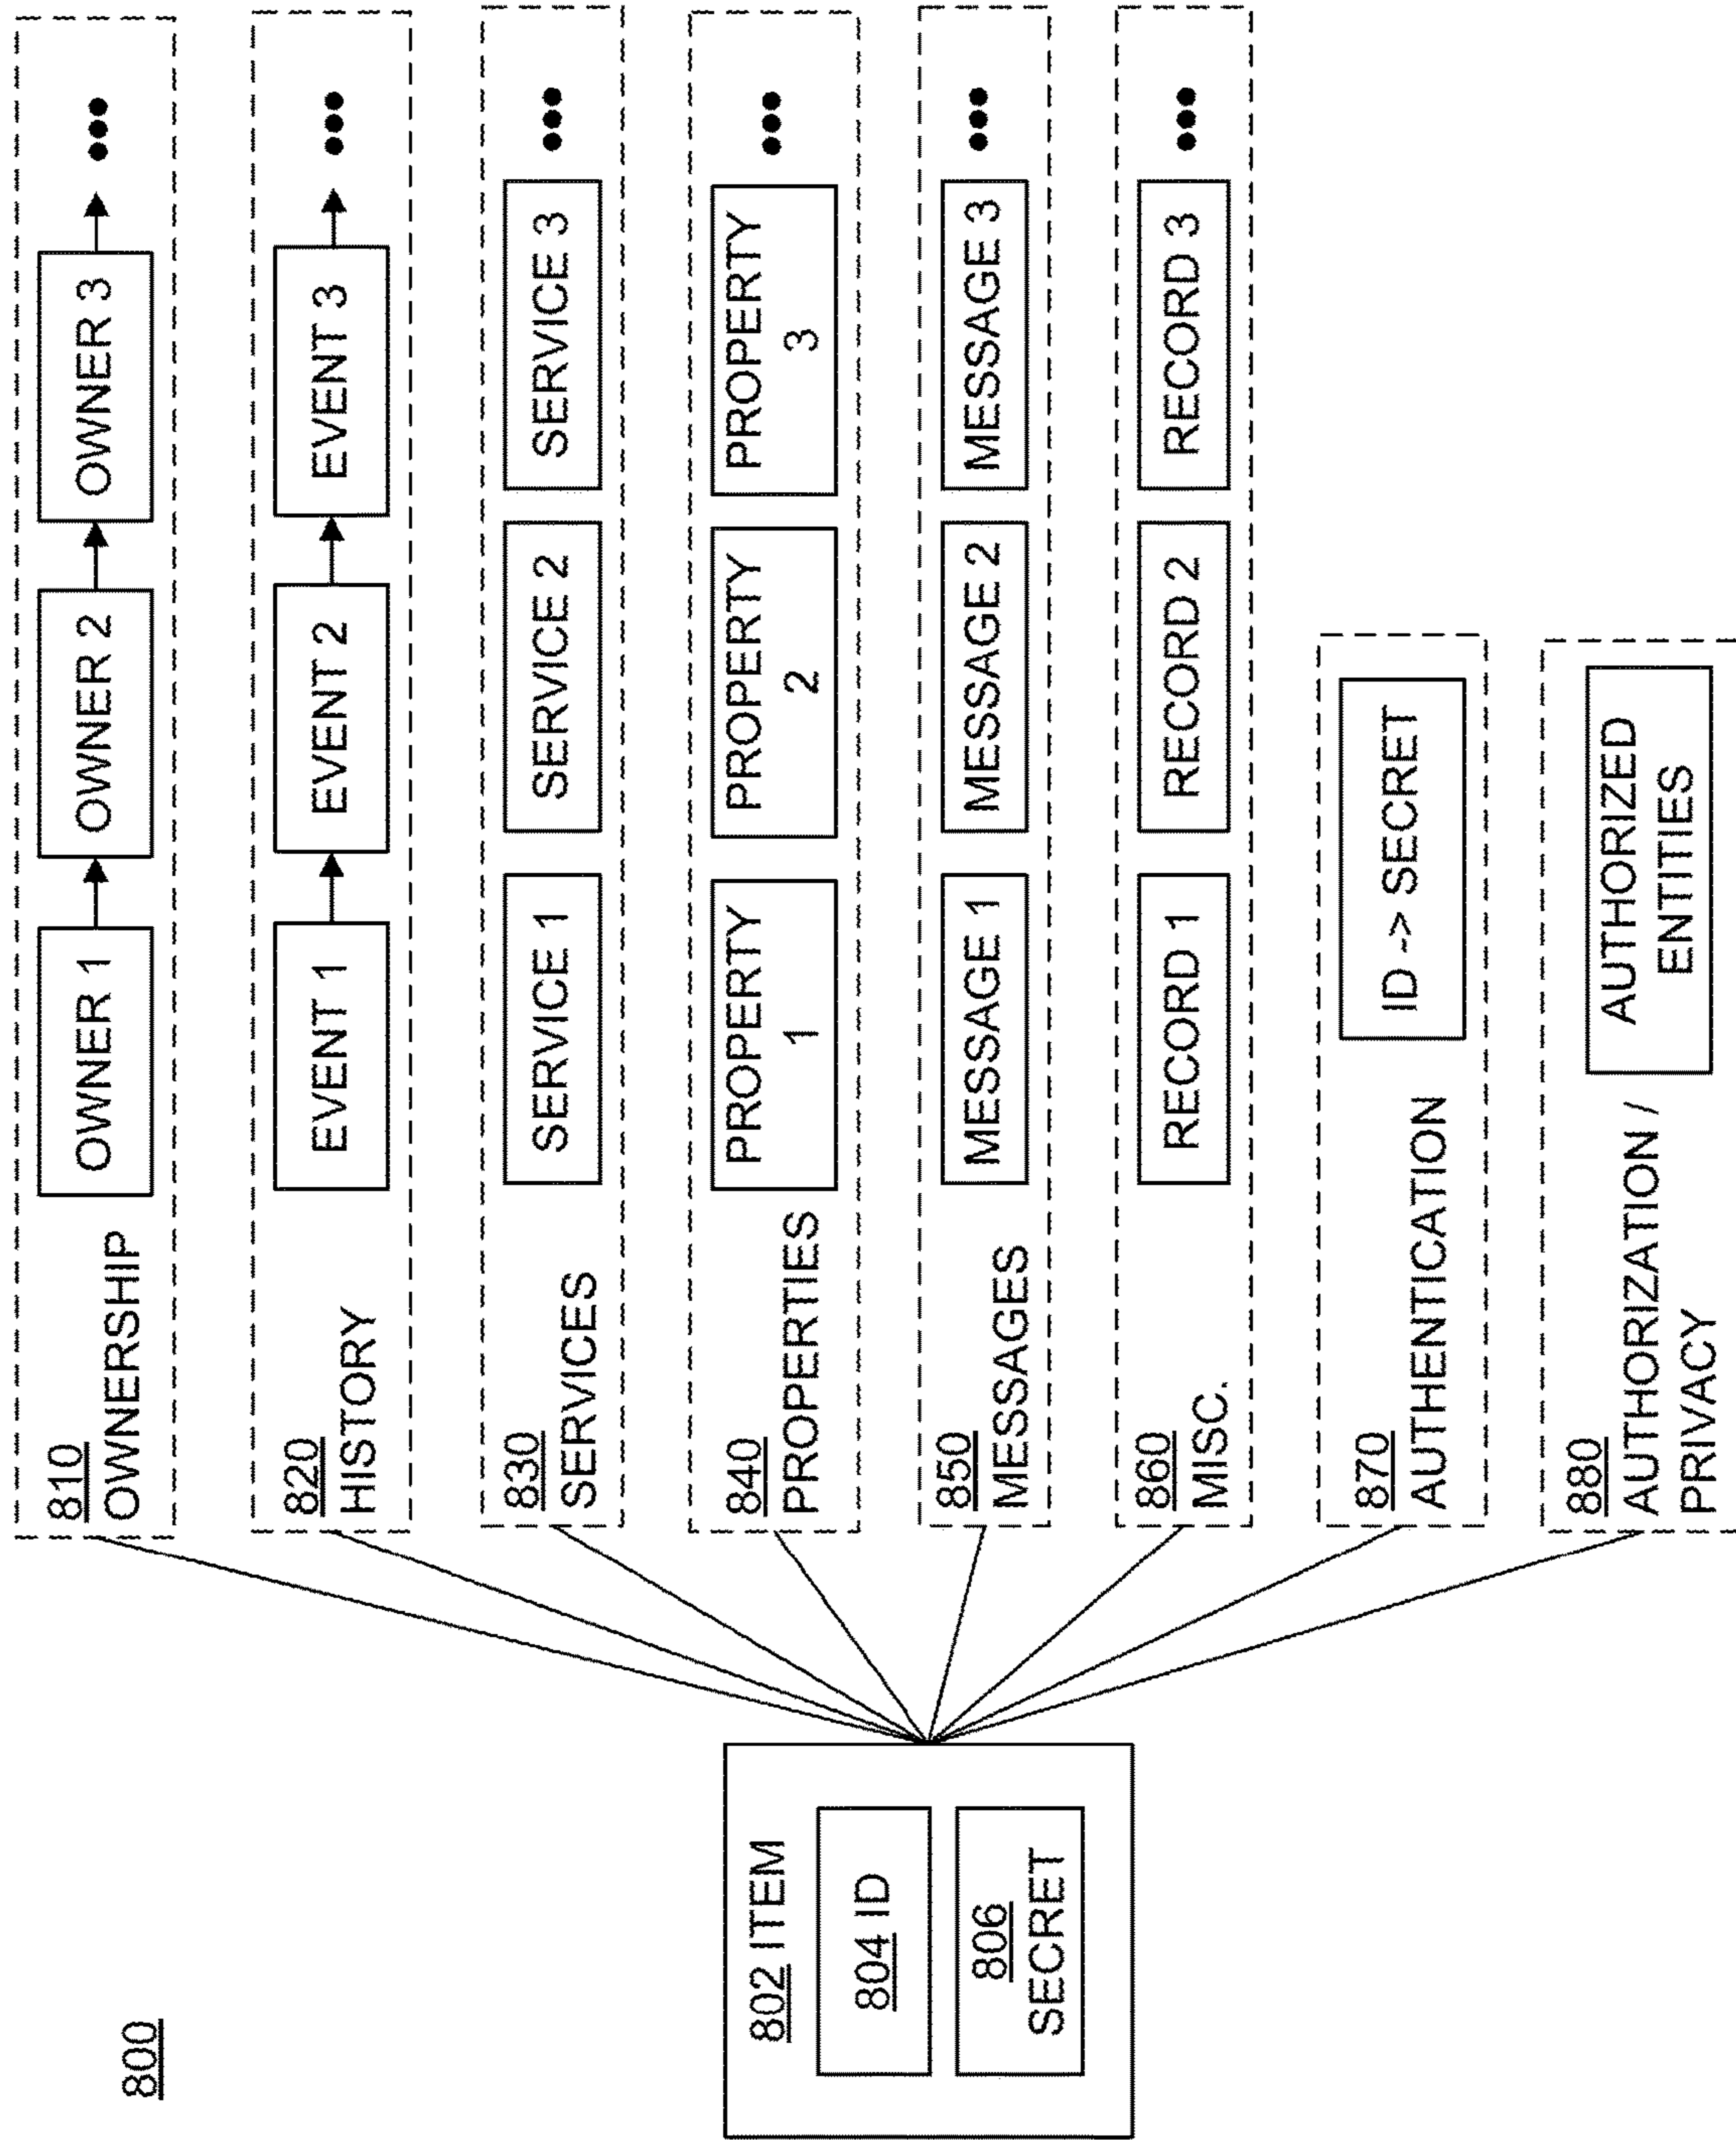 800
802 ITEM
804 ID
806
SECRET
810
OWNERSHIP
OWNER 1
OWNER 2
OWNER 3
•••
820
HISTORY
EVENT 1
EVENT 2
EVENT 3
•••
830
SERVICES
SERVICE 1
SERVICE 2
SERVICE 3
•••
840
PROPERTIES
PROPERTY
1
PROPERTY
2
PROPERTY
3
•••
850
MESSAGES
MESSAGE 1
MESSAGE 2
MESSAGE 3
•••
860
MISC.
RECORD 1
RECORD 2
RECORD 3
•••
870
AUTHENTICATION
ID -> SECRET
880
AUTHORIZATION /
PRIVACY
AUTHORIZED
ENTITIES